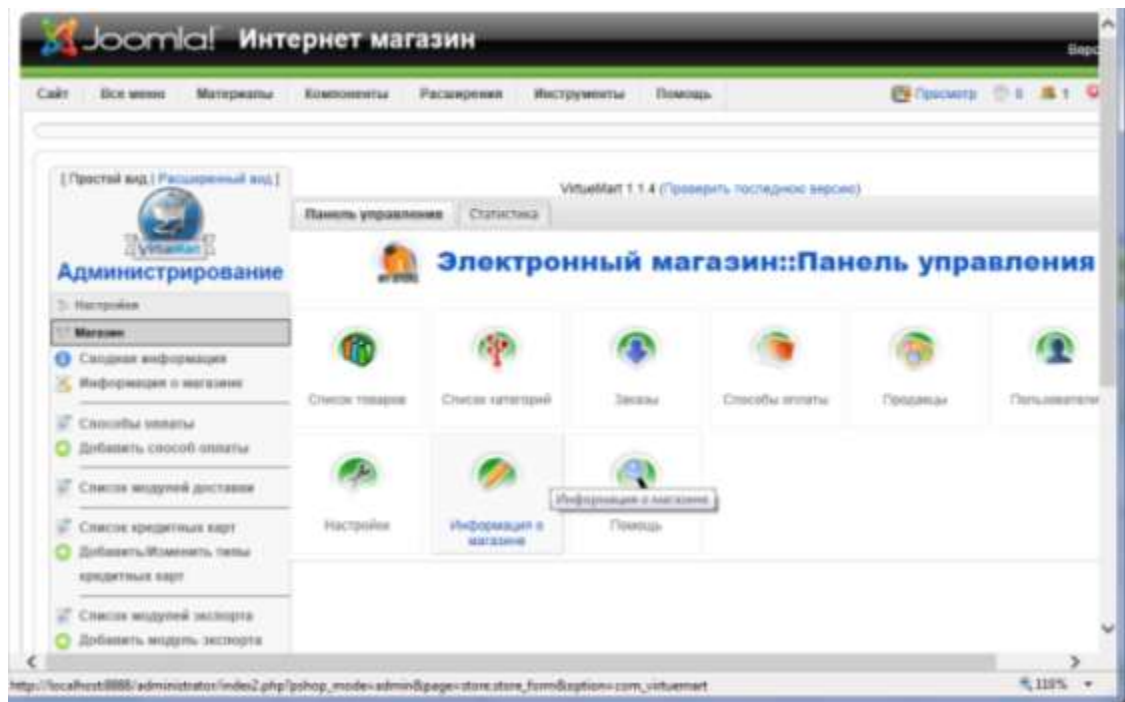 Joomla! Интернет магазин
Сайт Все меню Материалы Компоненты Расширения Инструменты Помощь Просмотр 0 1
[ Простой вид | Расширенный вид ]
VirtueMart 1.1.4 (Проверить последнюю версию)
Панель управления Статистика
VirtueMart
Администрирование
Электронный магазин::Панель управления
Настройки
Магазин
Сводная информация
Информация о магазине
Список товаров Список категорий Заказы Способы оплаты Продавцы Пользователи
Способы оплаты
Добавить способ оплаты
Список модулей доставки
Информация о магазине
Настройки Информация о магазине Помощь
Список кредитных карт
Добавить/Изменить типы
кредитных карт
Список модулей экспорта
Добавить модуль экспорта
http://localhost:8888/administrator/index2.php?pshop_mode=admin&page=store.store_form&option=com_virtuemart 110%